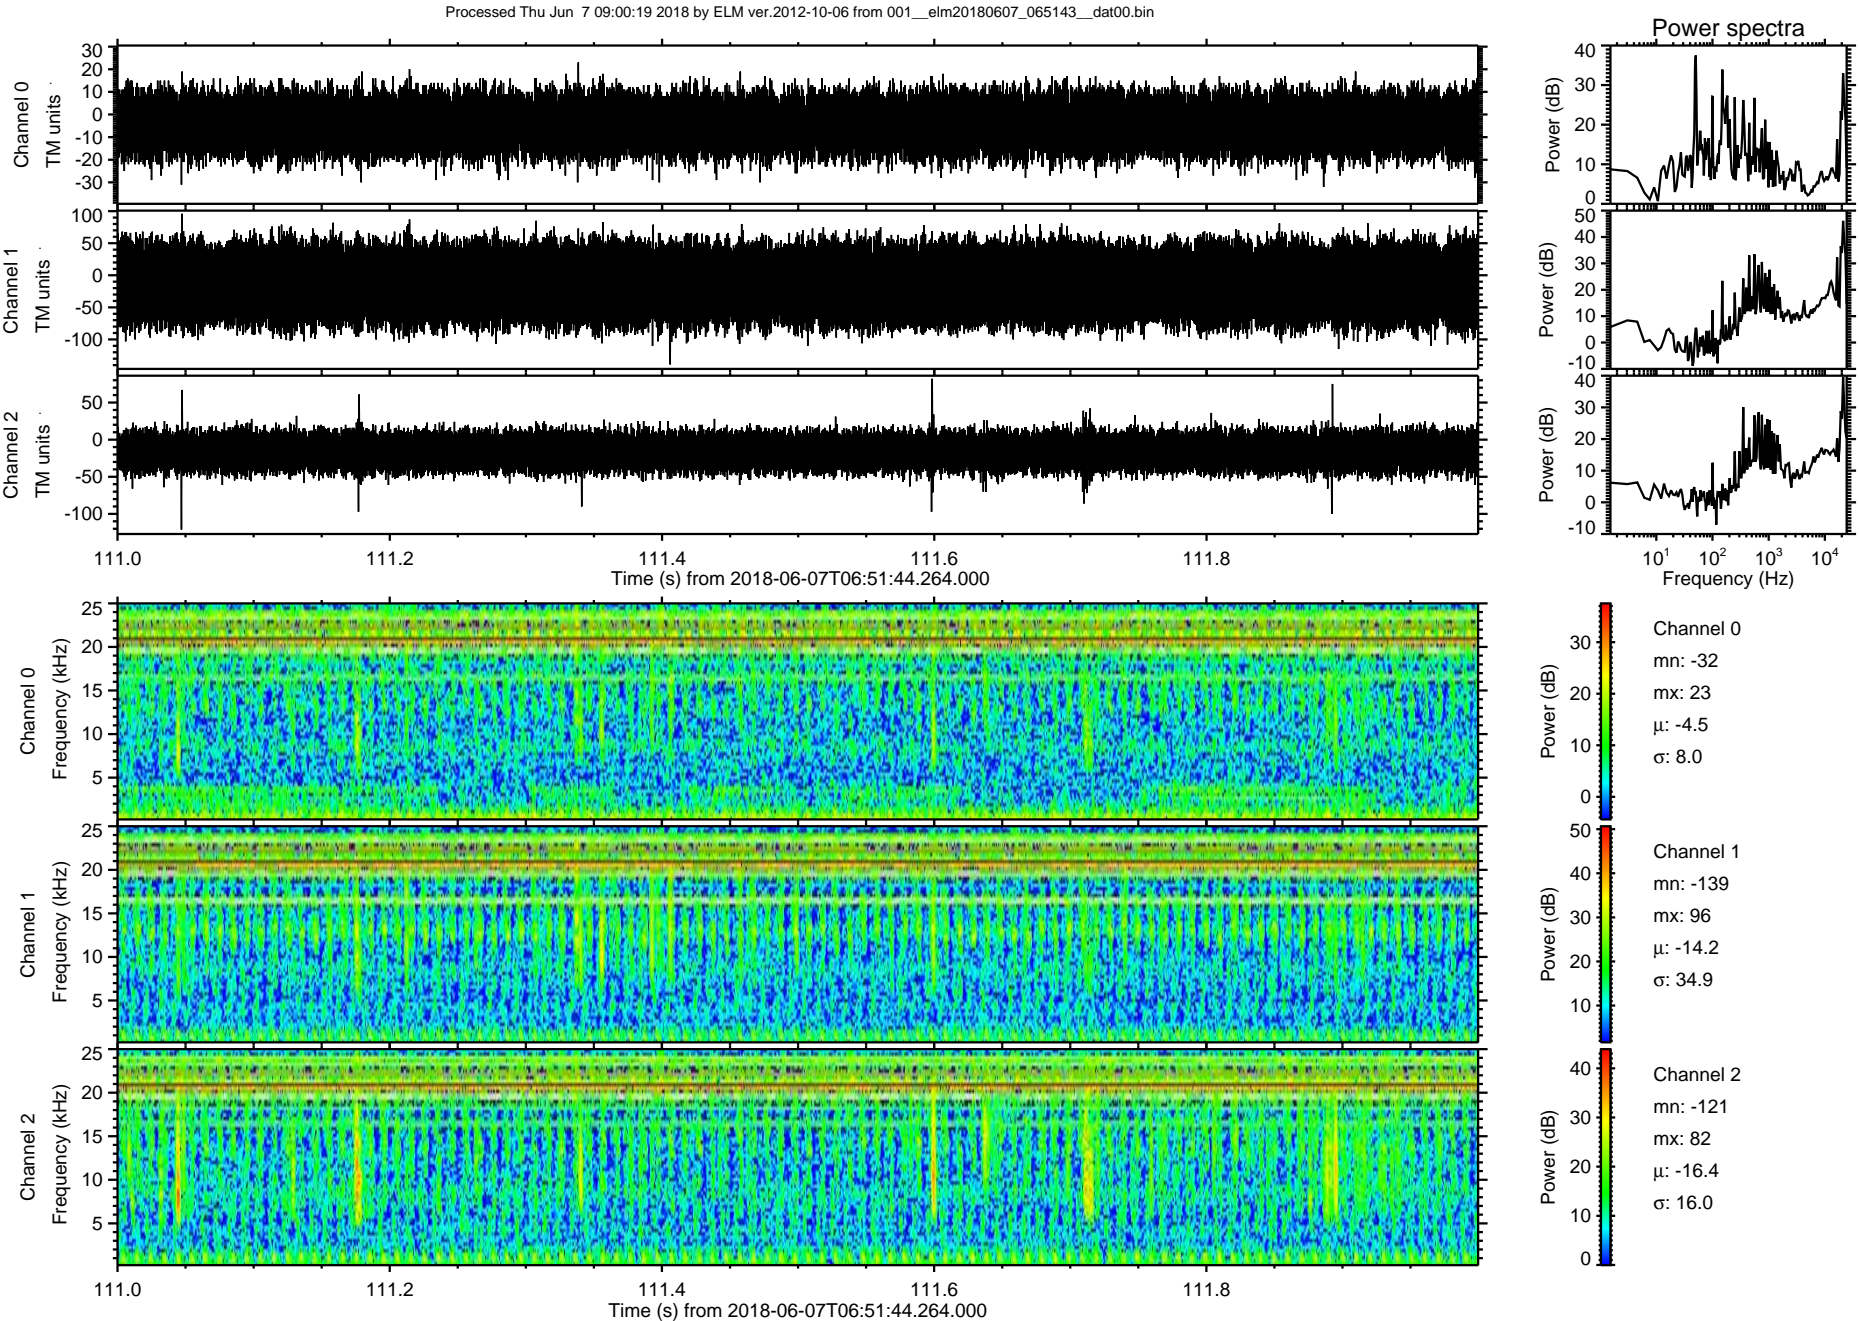 Processed Thu Jun  7 09:00:19 2018 by ELM ver.2012-10-06 from 001__elm20180607_065143__dat00.bin
Power spectra
Channel 0
TM units
30
20
10
0
-10
-20
-30
Power (dB)
40
30
20
10
0
Channel 1
TM units
100
50
0
-50
-100
Power (dB)
50
40
30
20
10
0
-10
Channel 2
TM units
50
0
-50
-100
Power (dB)
40
30
20
10
0
-10
111.0 111.2 111.4 111.6 111.8
Time (s) from 2018-06-07T06:51:44.264.000
10^1 10^2 10^3 10^4
Frequency (Hz)
Channel 0
Frequency (kHz)
25
20
15
10
5
Power (dB)
30
20
10
0
Channel 0
mn: -32
mx: 23
μ: -4.5
σ: 8.0
Channel 1
Frequency (kHz)
25
20
15
10
5
Power (dB)
50
40
30
20
10
Channel 1
mn: -139
mx: 96
μ: -14.2
σ: 34.9
Channel 2
Frequency (kHz)
25
20
15
10
5
Power (dB)
40
30
20
10
0
Channel 2
mn: -121
mx: 82
μ: -16.4
σ: 16.0
111.0 111.2 111.4 111.6 111.8
Time (s) from 2018-06-07T06:51:44.264.000